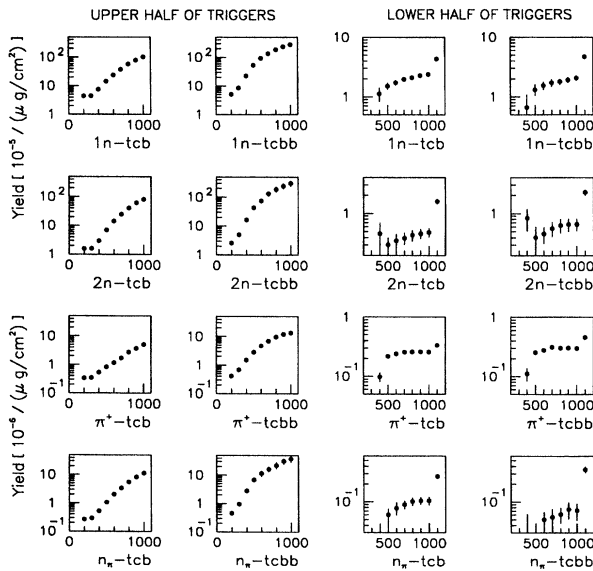 UPPER HALF OF TRIGGERS LOWER HALF OF TRIGGERS
Yield [ 10⁻⁵ / (μ g/cm²) ]
10² 10² 
10 10
1 1 1 1
0 1000 0 1000 500 1000 500 1000
1n-tcb 1n-tcbb 1n-tcb 1n-tcbb
10² 10²
10 10 1 1
1 1
0 1000 0 1000 500 1000 500 1000
2n-tcb 2n-tcbb 2n-tcb 2n-tcbb
Yield [ 10⁻⁶ / (μ g/cm²) ]
10 10 1 1
1 1
10⁻¹ 10⁻¹ 10⁻¹ 10⁻¹
0 1000 0 1000 500 1000 500 1000
π⁺-tcb π⁺-tcbb π⁺-tcb π⁺-tcbb
10 10
1 1 10⁻¹ 10⁻¹
10⁻¹ 10⁻¹
0 1000 0 1000 500 1000 500 1000
nπ-tcb nπ-tcbb nπ-tcb nπ-tcbb